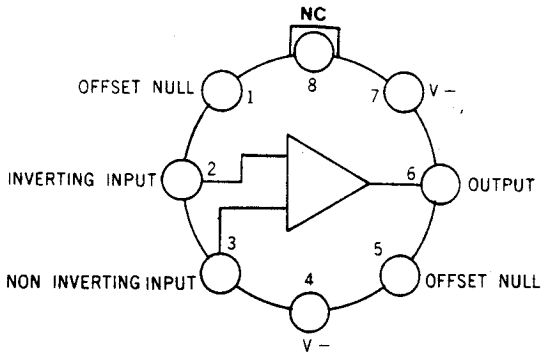 NC
8
OFFSET NULL
1
7
V-
INVERTING INPUT
2
6
OUTPUT
3
NON INVERTING INPUT
4
5
OFFSET NULL
V-